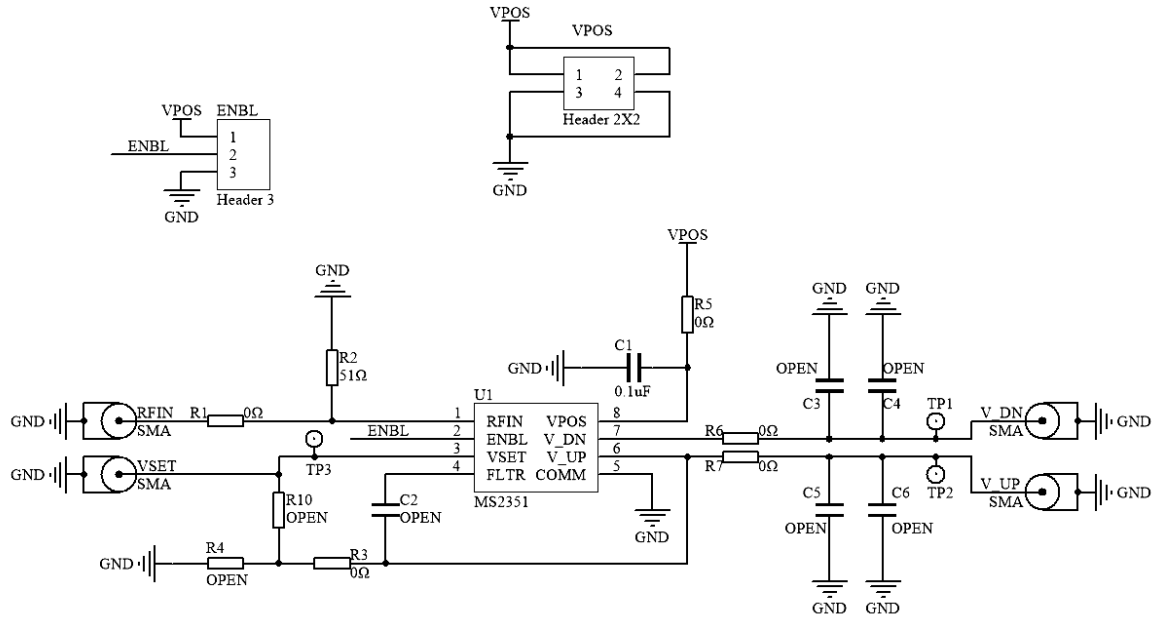 VPOS
VPOS
1 2
3 4
Header 2X2
GND
VPOS ENBL
1
ENBL 2
3
Header 3
GND
VPOS
GND
R5
0Ω
GND GND
R2
51Ω
GND
C1
0.1uF
OPEN OPEN
C3 C4
U1
GND RFIN R1 0Ω 1 RFIN VPOS 8
SMA
ENBL 2 ENBL V_DN 7 R6 0Ω TP1 V_DN GND
SMA
TP3 3 VSET V_UP 6 R7 0Ω TP2
GND VSET 4 FLTR COMM 5
SMA
MS2351
V_UP GND
SMA
R10
OPEN
C2
OPEN
GND
C5 C6
OPEN OPEN
GND R4
OPEN
R3
0Ω
GND GND